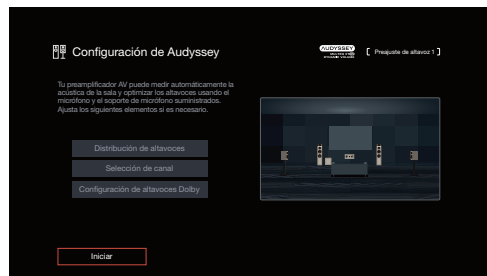 Configuración de Audyssey
AUDYSSEY
[ Preajuste de altavoz 1 ]
Tu preamplificador AV puede medir automáticamente la
acústica de la sala y optimizar los altavoces usando el
micrófono y el soporte de micrófono suministrados.
Ajusta los siguientes elementos si es necesario.
Distribución de altavoces
Selección de canal
Configuración de altavoces Dolby
Iniciar